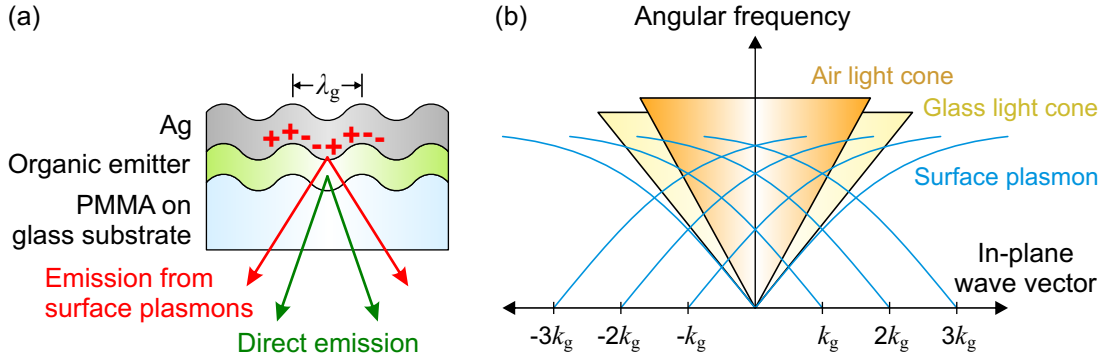 (a)
λg
Ag
Organic emitter
PMMA on
glass substrate
+ + - - + + - -
Emission from
surface plasmons
Direct emission
(b)
Angular frequency
Air light cone
Glass light cone
Surface plasmon
In-plane
wave vector
-3kg -2kg -kg kg 2kg 3kg